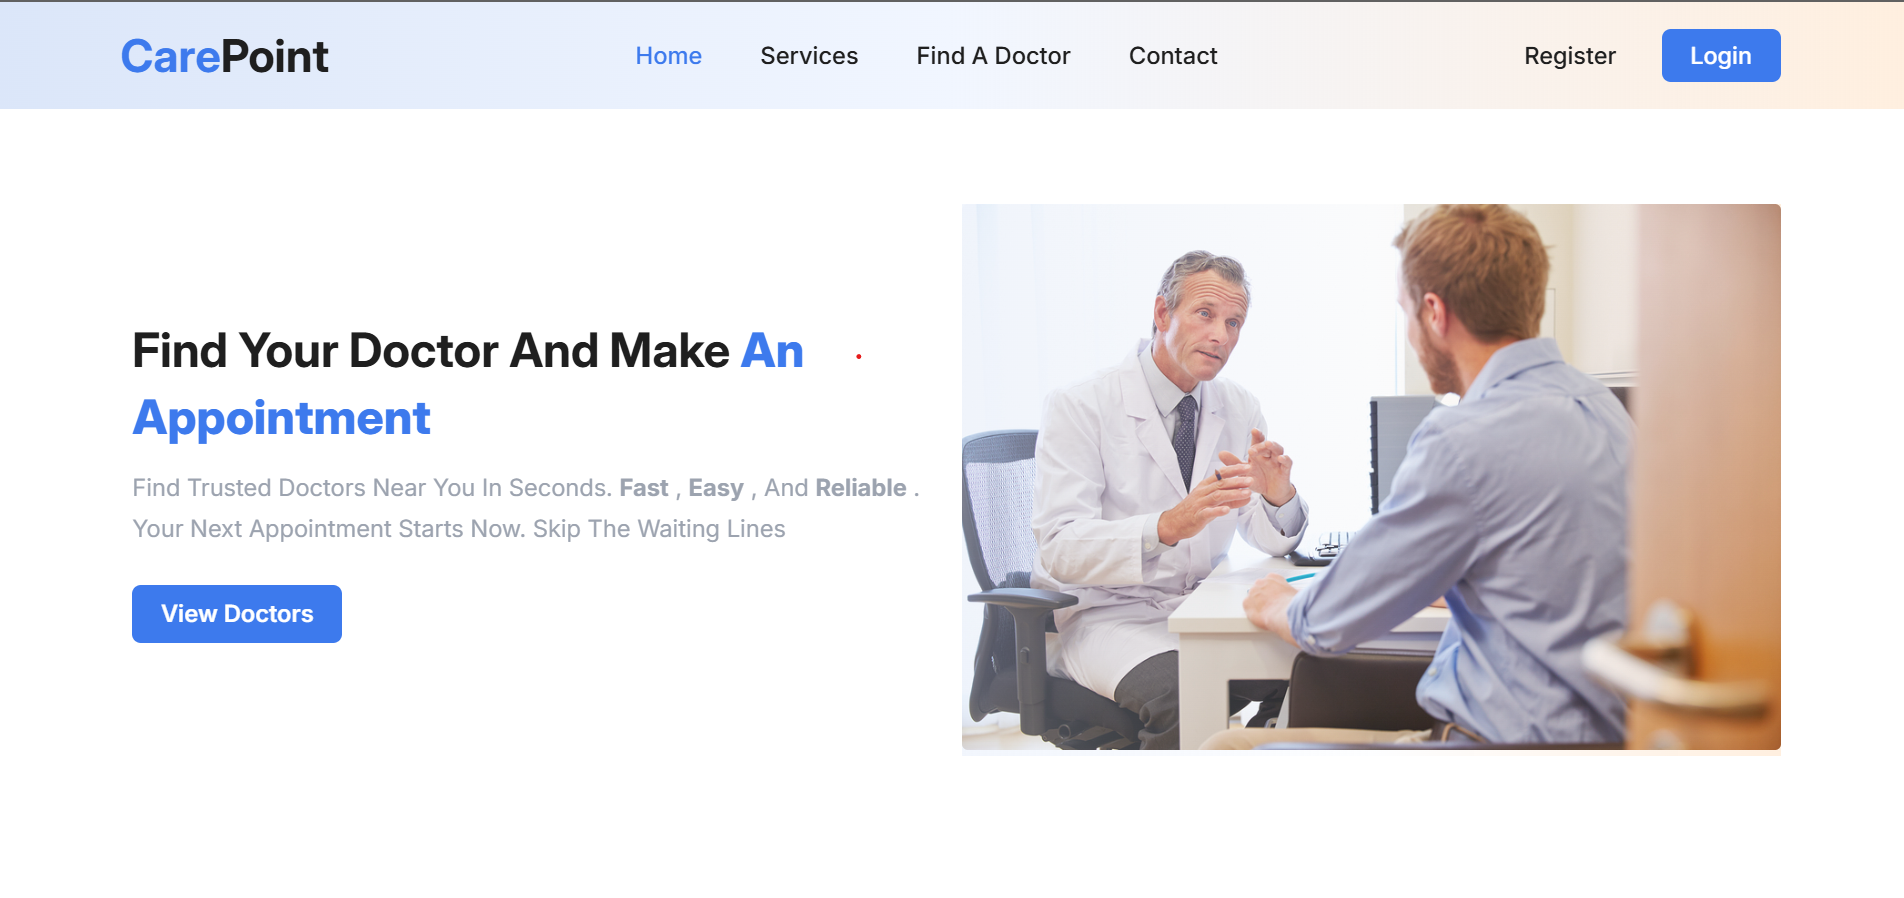 CarePoint
Home
Services
Find A Doctor
Contact
Register
Login
Find Your Doctor And Make An
Appointment
Find Trusted Doctors Near You In Seconds. Fast , Easy , And Reliable .
Your Next Appointment Starts Now. Skip The Waiting Lines
View Doctors